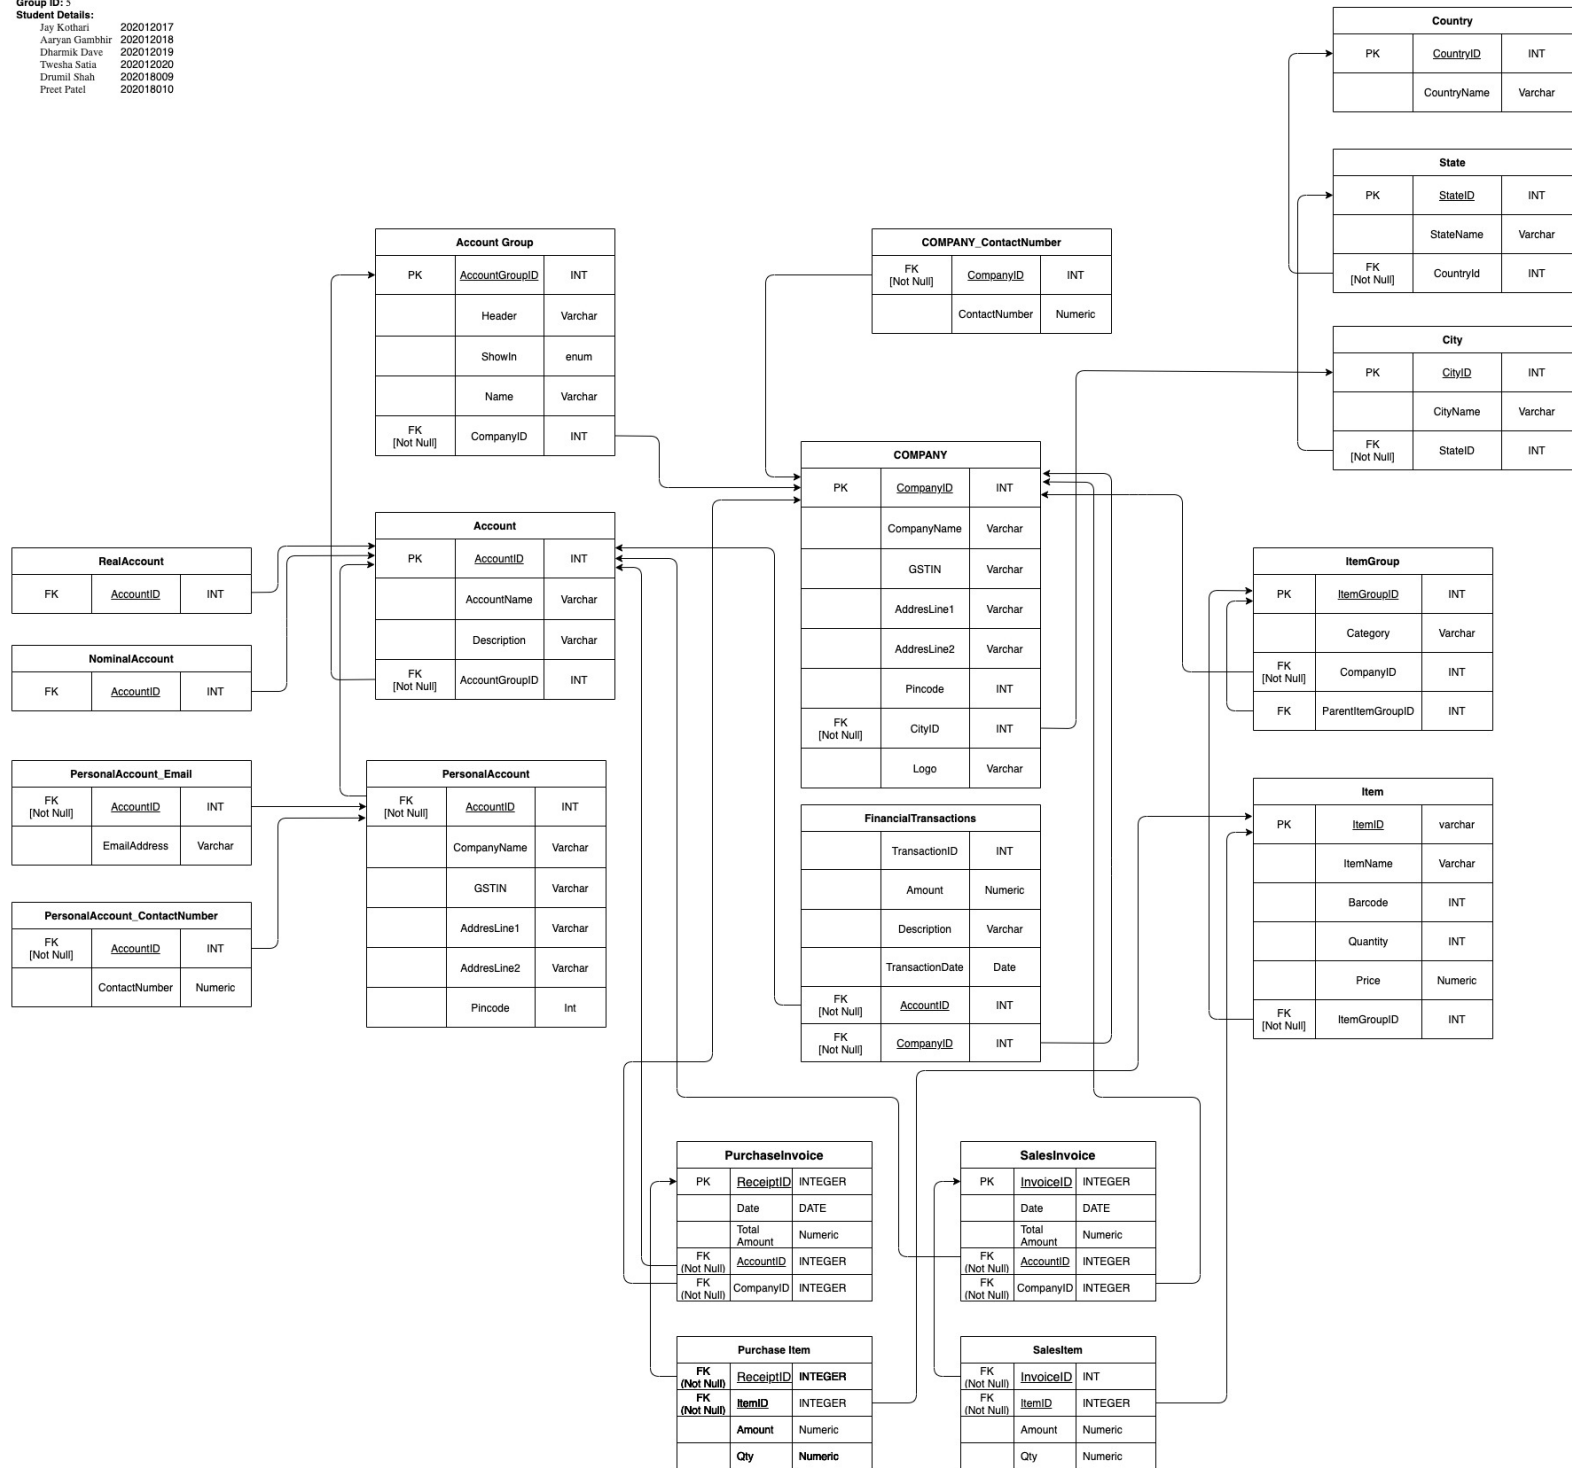 Group ID: 5
Student Details:
Jay Kothari 202012017
Aaryan Gambhir 202012018
Dharmik Dave 202012019
Twesha Satia 202012020
Drumil Shah 202018009
Preet Patel 202018010
Country
PK CountryID INT
CountryName Varchar
State
PK StateID INT
StateName Varchar
FK
[Not Null] CountryId INT
City
PK CityID INT
CityName Varchar
FK
[Not Null] StateID INT
Account Group
PK AccountGroupID INT
Header Varchar
ShowIn enum
Name Varchar
FK
[Not Null] CompanyID INT
COMPANY_ContactNumber
FK
[Not Null] CompanyID INT
ContactNumber Numeric
COMPANY
PK CompanyID INT
CompanyName Varchar
GSTIN Varchar
AddresLine1 Varchar
AddresLine2 Varchar
Pincode INT
FK
[Not Null] CityID INT
Logo Varchar
Account
PK AccountID INT
AccountName Varchar
Description Varchar
FK
[Not Null] AccountGroupID INT
RealAccount
FK AccountID INT
NominalAccount
FK AccountID INT
PersonalAccount_Email
FK
[Not Null] AccountID INT
EmailAddress Varchar
PersonalAccount_ContactNumber
FK
[Not Null] AccountID INT
ContactNumber Numeric
PersonalAccount
FK
[Not Null] AccountID INT
CompanyName Varchar
GSTIN Varchar
AddresLine1 Varchar
AddresLine2 Varchar
Pincode Int
FinancialTransactions
TransactionID INT
Amount Numeric
Description Varchar
TransactionDate Date
FK
[Not Null] AccountID INT
FK
[Not Null] CompanyID INT
ItemGroup
PK ItemGroupID INT
Category Varchar
FK
[Not Null] CompanyID INT
FK ParentItemGroupID INT
Item
PK ItemID varchar
ItemName Varchar
Barcode INT
Quantity INT
Price Numeric
FK
[Not Null] ItemGroupID INT
PurchaseInvoice
PK ReceiptID INTEGER
Date DATE
Total
Amount Numeric
FK
(Not Null) AccountID INTEGER
FK
(Not Null) CompanyID INTEGER
SalesInvoice
PK InvoiceID INTEGER
Date DATE
Total
Amount Numeric
FK
(Not Null) AccountID INTEGER
FK
(Not Null) CompanyID INTEGER
Purchase Item
FK
(Not Null) ReceiptID INTEGER
FK
(Not Null) ItemID INTEGER
Amount Numeric
Qty Numeric
SalesItem
FK
(Not Null) InvoiceID INT
FK
(Not Null) ItemID INTEGER
Amount Numeric
Qty Numeric